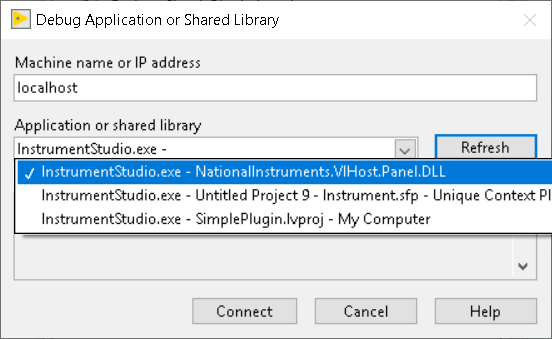 Debug Application or Shared Library
Machine name or IP address
localhost
Application or shared library
InstrumentStudio.exe -
Refresh
InstrumentStudio.exe - NationalInstruments.VIHost.Panel.DLL
InstrumentStudio.exe - Untitled Project 9 - Instrument.sfp - Unique Context Pl
InstrumentStudio.exe - SimplePlugin.lvproj - My Computer
Connect
Cancel
Help